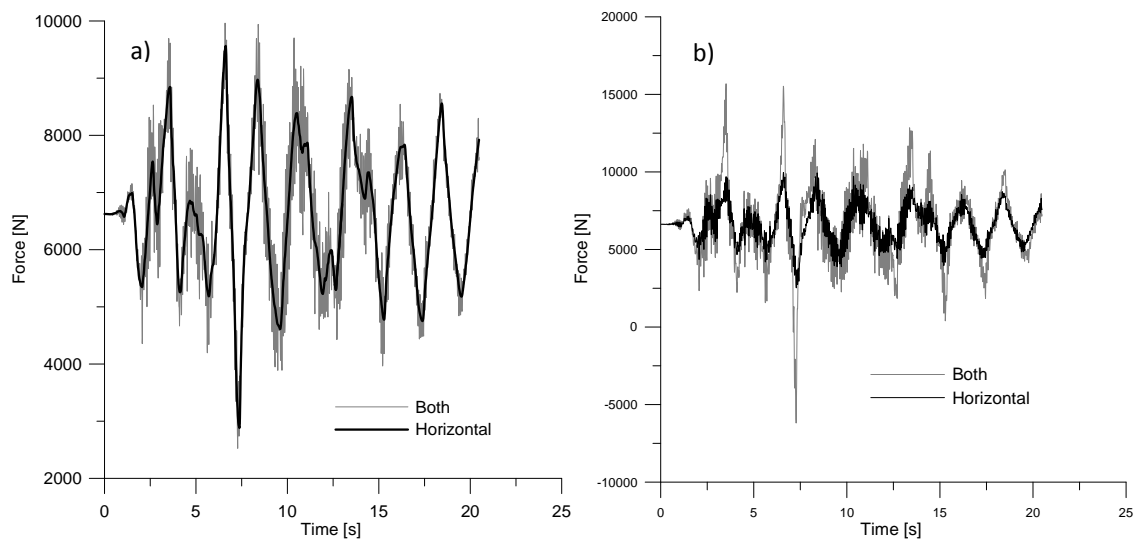 a)
10000
8000
6000
4000
2000
Force [N]
0 5 10 15 20 25
Time [s]
Both
Horizontal
b)
20000
15000
10000
5000
0
-5000
-10000
Force [N]
0 5 10 15 20 25
Time [s]
Both
Horizontal